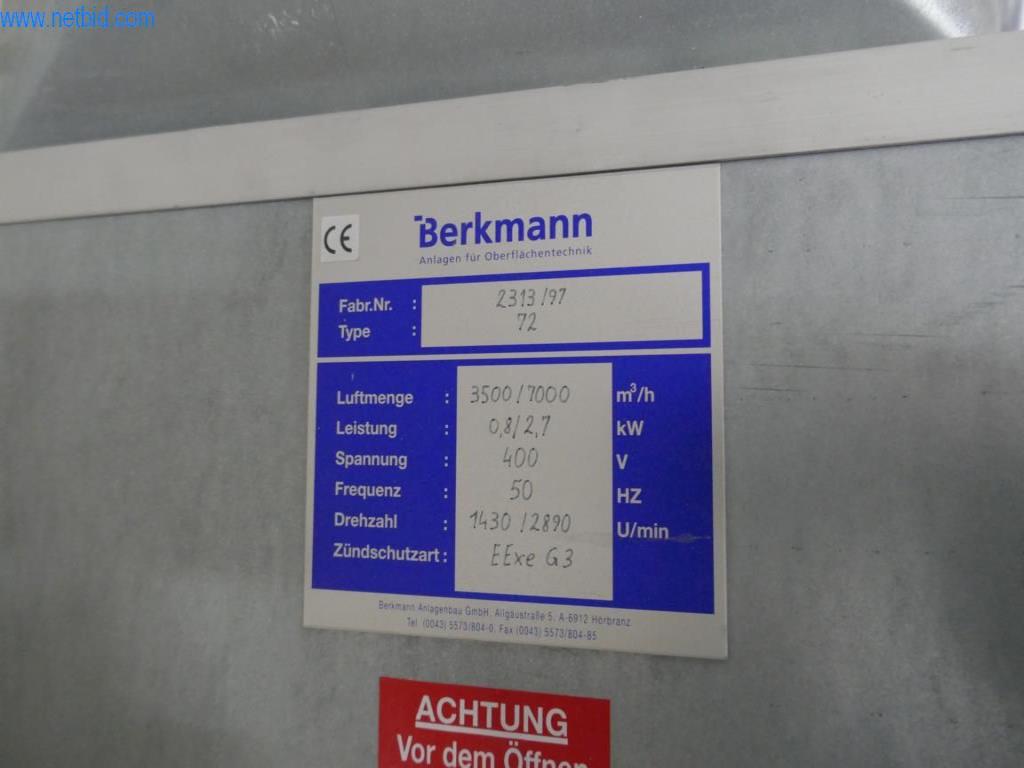 www.netbid.com
CE
Berkmann
Anlagen für Oberflächentechnik
Fabr.Nr. : 2313/97
Type : 72
Luftmenge : 3500/7000 m³/h
Leistung : 0,8/2,7 kW
Spannung : 400 V
Frequenz : 50 HZ
Drehzahl : 1430/2890 U/min
Zündschutzart : EExe G3
Berkmann Anlagenbau GmbH, Allgäustraße 5, A-6912 Hörbranz
Tel. (0043) 5573/804-0, Fax (0043) 5573/804-85
ACHTUNG
Vor dem Öffnen